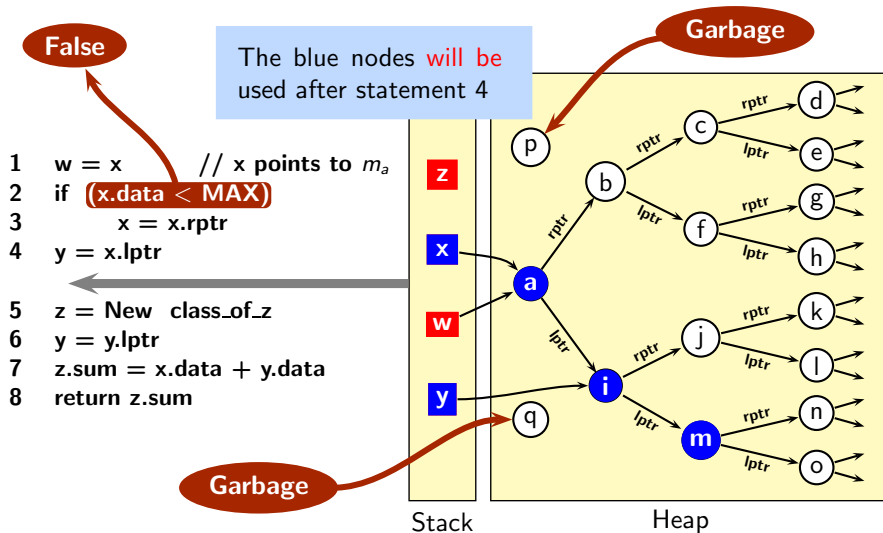 False
The blue nodes will be
used after statement 4
Garbage
1 w = x // x points to m_a
2 if (x.data < MAX)
3 x = x.rptr
4 y = x.lptr
5 z = New class_of_z
6 y = y.lptr
7 z.sum = x.data + y.data
8 return z.sum
Garbage
z
x
w
y
Stack
p
q
a
b
i
c
f
j
m
d
e
g
h
k
l
n
o
rptr
lptr
rptr
lptr
rptr
lptr
rptr
lptr
rptr
lptr
rptr
lptr
rptr
lptr
Heap